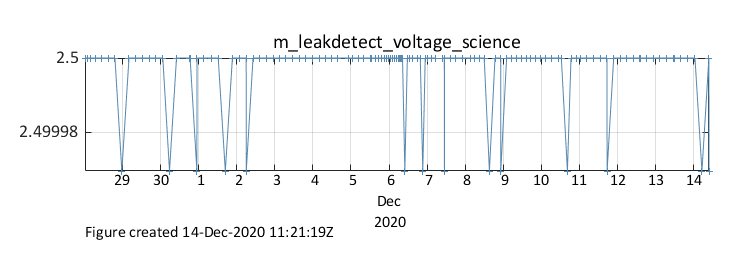 m_leakdetect_voltage_science
2.5
2.49998
29 30 1 2 3 4 5 6 7 8 9 10 11 12 13 14
Dec
2020
Figure created 14-Dec-2020 11:21:19Z